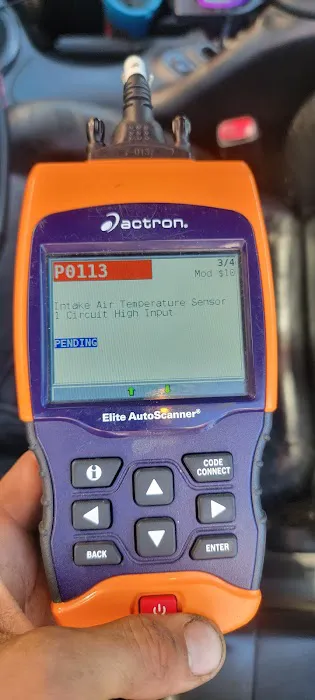 actron®
P0113
3/4
Mod $10
Intake Air Temperature Sensor
1 Circuit High Input
PENDING
Elite AutoScanner®
i
CODE
CONNECT
BACK
ENTER